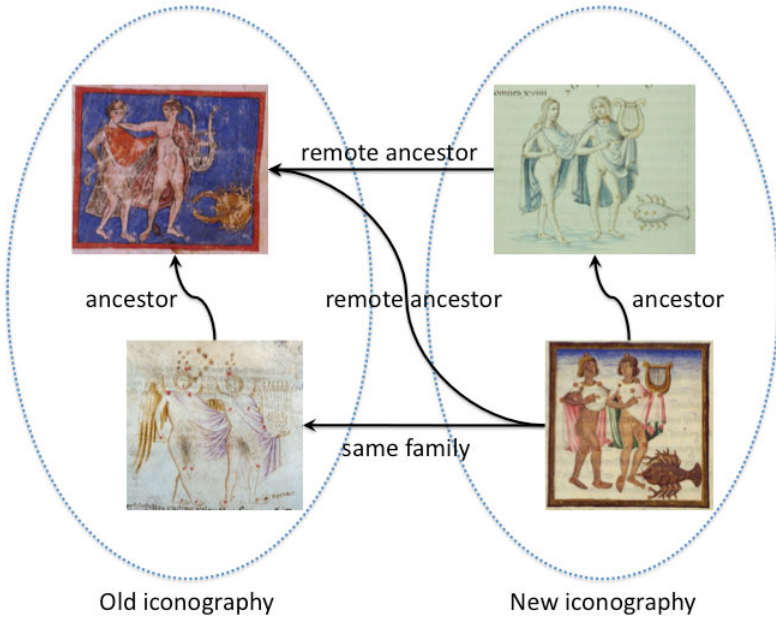 remote ancestor
ancestor
remote ancestor
ancestor
same family
Old iconography
New iconography